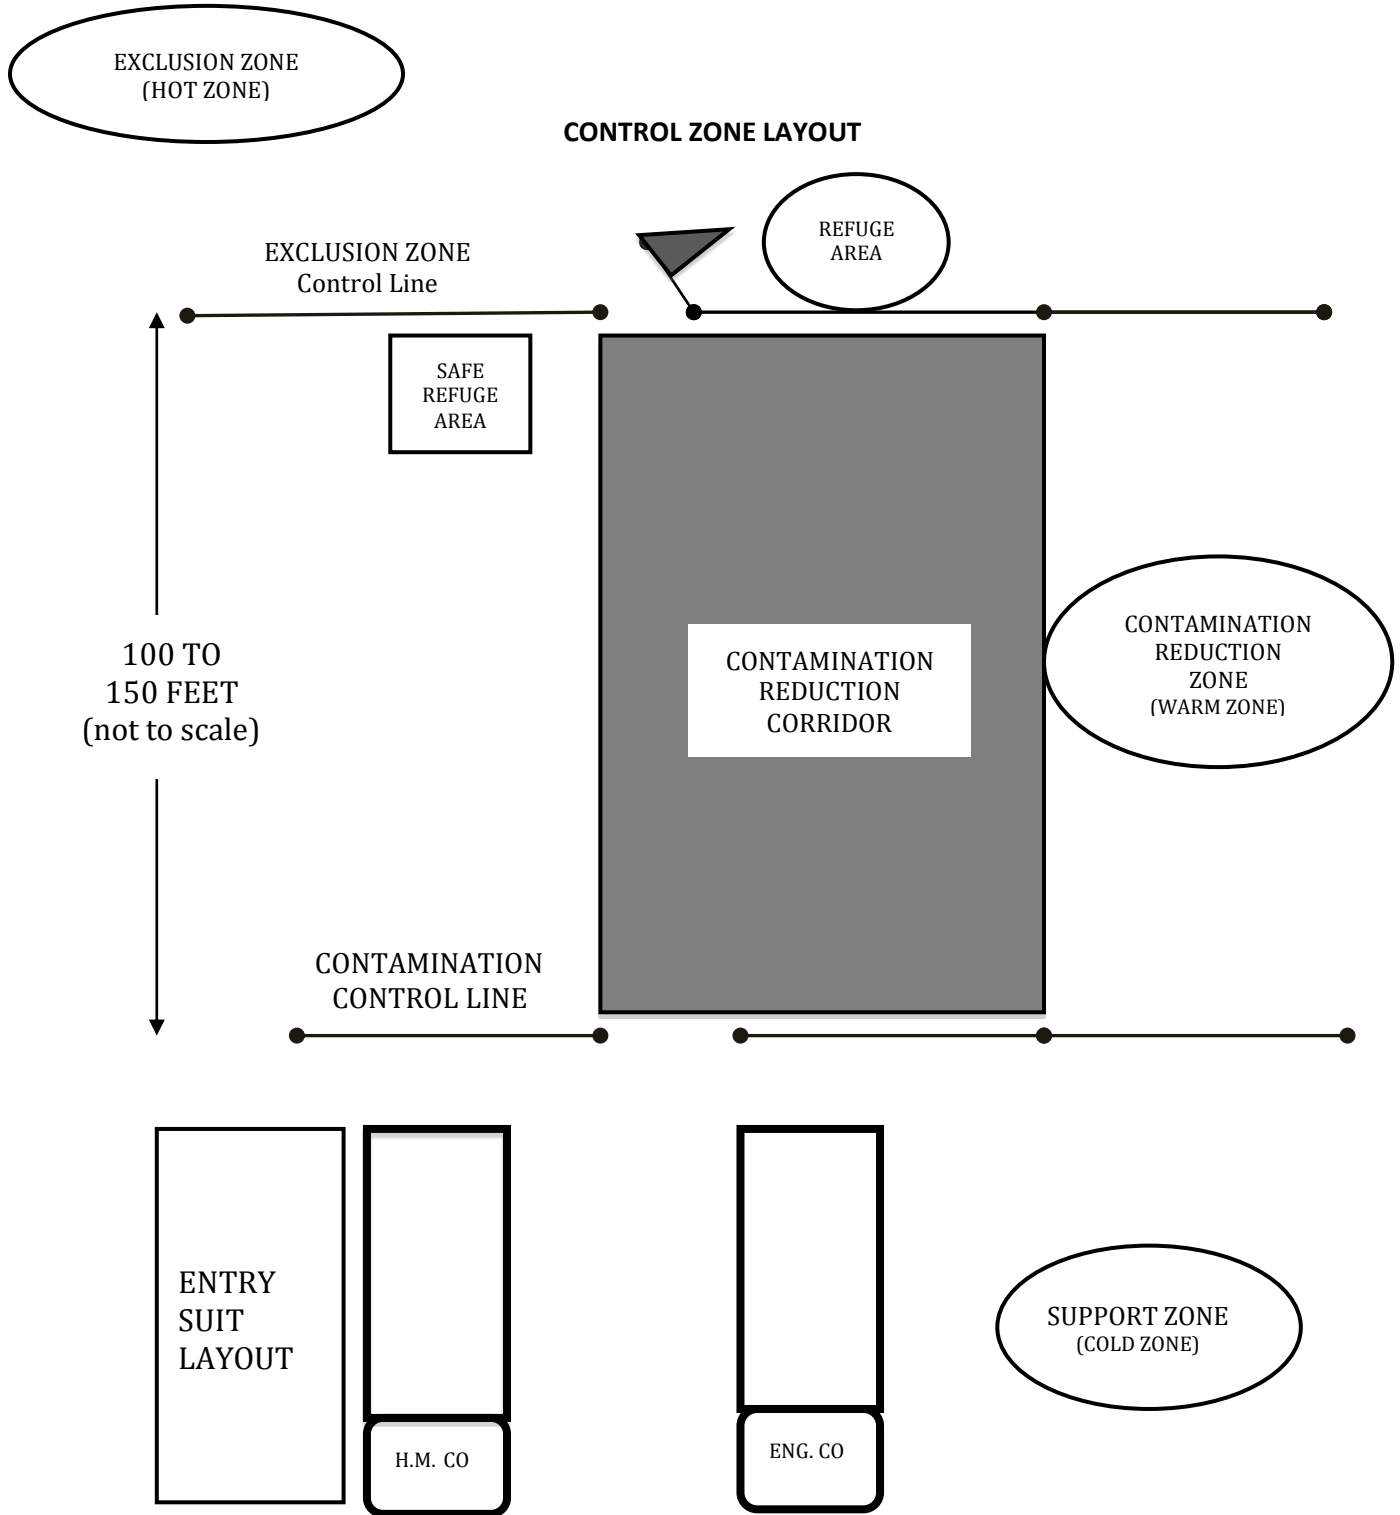 EXCLUSION ZONE
(HOT ZONE)
CONTROL ZONE LAYOUT
REFUGE
AREA
EXCLUSION ZONE
Control Line
SAFE
REFUGE
AREA
100 TO
150 FEET
(not to scale)
CONTAMINATION
REDUCTION
CORRIDOR
CONTAMINATION
REDUCTION
ZONE
(WARM ZONE)
CONTAMINATION
CONTROL LINE
ENTRY
SUIT
LAYOUT
H.M. CO
ENG. CO
SUPPORT ZONE
(COLD ZONE)